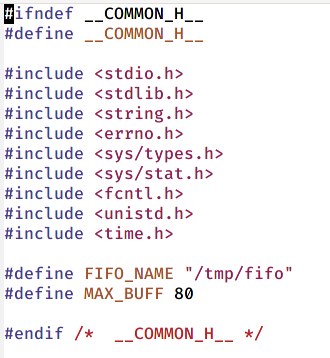 #ifndef __COMMON_H__
#define __COMMON_H__
#include <stdio.h>
#include <stdlib.h>
#include <string.h>
#include <errno.h>
#include <sys/types.h>
#include <sys/stat.h>
#include <fcntl.h>
#include <unistd.h>
#include <time.h>
#define FIFO_NAME "/tmp/fifo"
#define MAX_BUFF 80
#endif /*  __COMMON_H__ */